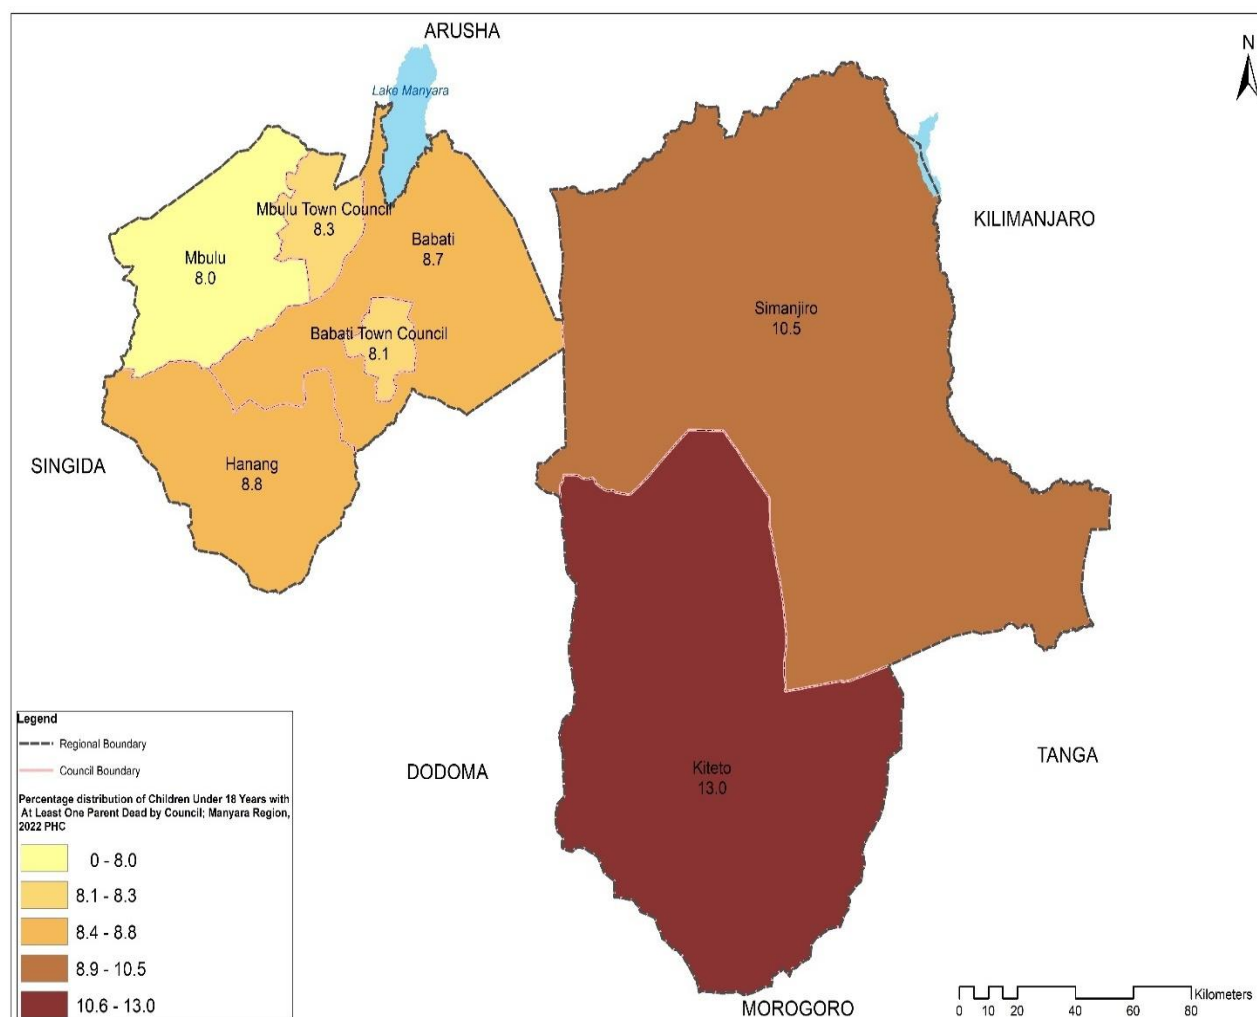 ARUSHA
N
Lake Manyara
Mbulu Town Council
8.3
KILIMANJARO
Babati
8.7
Mbulu
8.0
Simanjiro
10.5
Babati Town Council
8.1
SINGIDA
Hanang
8.8
TANGA
DODOMA
Kiteto
13.0
MOROGORO
Legend
Regional Boundary
Council Boundary
Percentage distribution of Children Under 18 Years with
At Least One Parent Dead by Council; Manyara Region,
2022 PHC
0 - 8.0
8.1 - 8.3
8.4 - 8.8
8.9 - 10.5
10.6 - 13.0
Kilometers
0 10 20 40 60 80